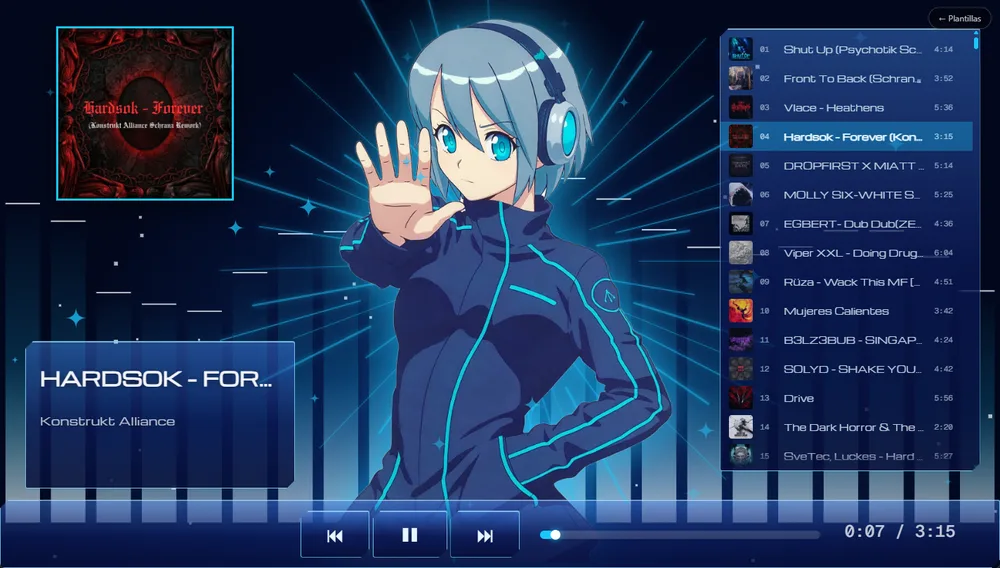 ← Plantillas
Hardsok - Forever
(Konstrukt Alliance Schranz Rework)
HARDSOK - FOR...
Konstrukt Alliance
01 Shut Up (Psychotik Sc... 4:14
02 Front To Back (Schran... 3:52
03 Vlace - Heathens 5:36
04 Hardsok - Forever (Kon... 3:15
05 DROPFIRST X MIATT ... 5:14
06 MOLLY SIX-WHITE S... 5:25
07 EGBERT - Dub Dub(ZE... 4:36
08 Viper XXL - Doing Drug... 6:04
09 Rüza - Wack This MF [... 4:51
10 Mujeres Calientes 3:42
11 B3LZ3BUB - SINGAP... 4:24
12 SOLYD - SHAKE YOU... 4:42
13 Drive 5:56
14 The Dark Horror & The ... 2:20
15 SveTec, Luckes - Hard ... 5:27
0:07 / 3:15